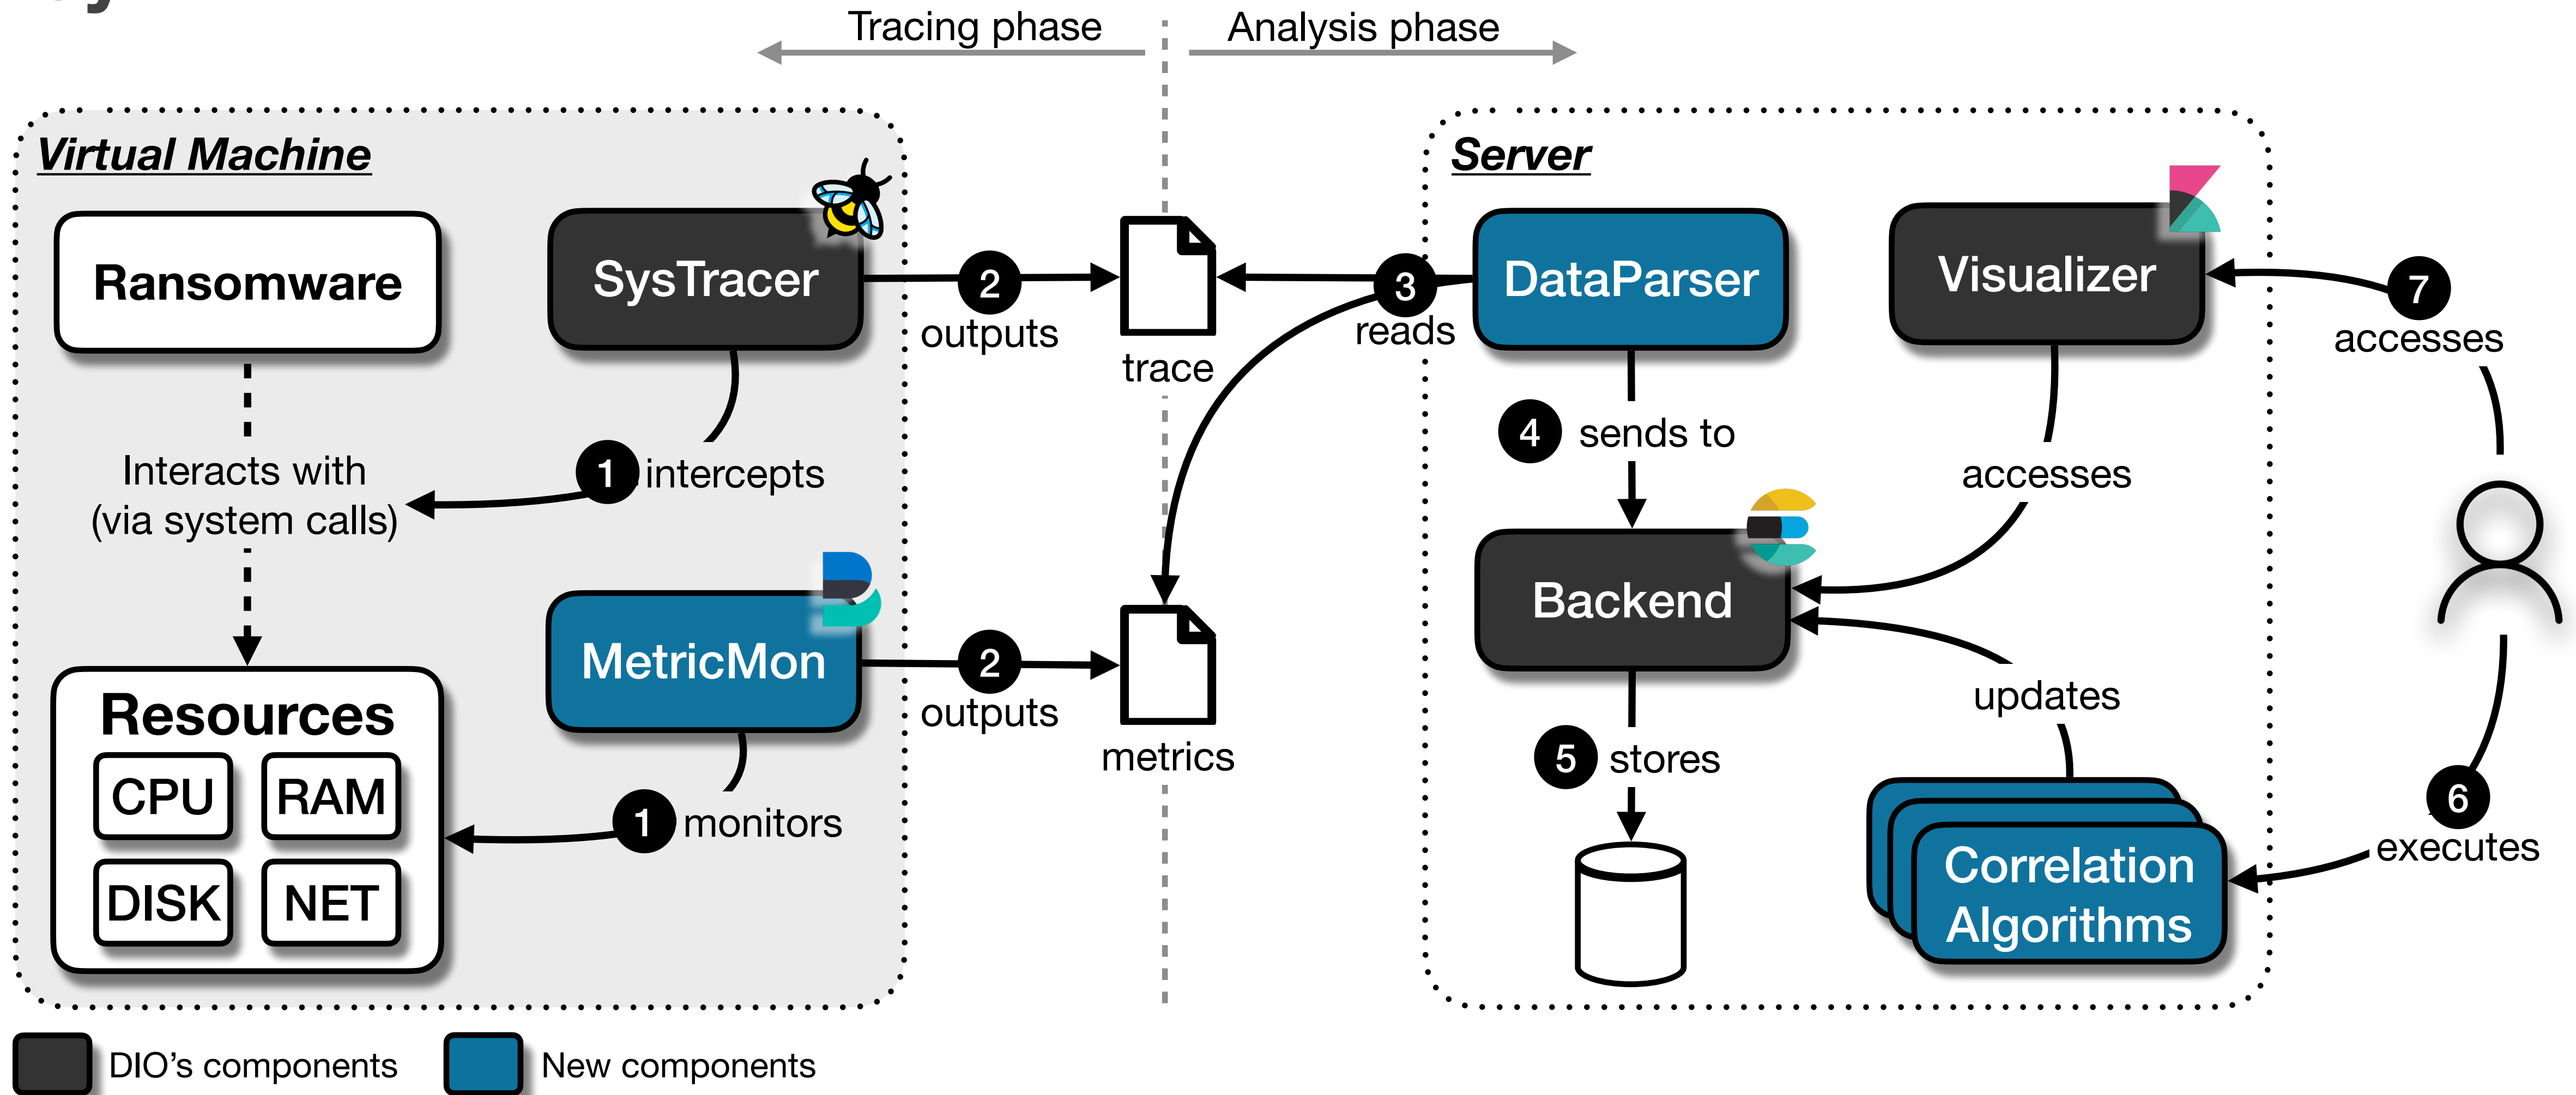 Tracing phase
Analysis phase
Virtual Machine
Ransomware
SysTracer
Interacts with
(via system calls)
1 intercepts
MetricMon
Resources
CPU
RAM
DISK
NET
1 monitors
2
outputs
trace
2
outputs
metrics
3
reads
Server
DataParser
Visualizer
4 sends to
accesses
Backend
5 stores
updates
Correlation
Algorithms
7
accesses
6
executes
DIO's components
New components